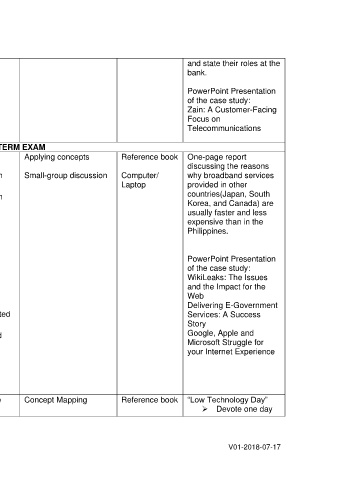 and state their roles at the
bank.
PowerPoint Presentation
of the case study:
Zain: A Customer-Facing
Focus on
Telecommunications
TERM EXAM
Applying concepts
Small-group discussion
Reference book
Computer/
Laptop
One-page report
discussing the reasons
why broadband services
provided in other
countries(Japan, South
Korea, and Canada) are
usually faster and less
expensive than in the
Philippines.
PowerPoint Presentation
of the case study:
WikiLeaks: The Issues
and the Impact for the
Web
Delivering E-Government
Services: A Success
Story
Google, Apple and
Microsoft Struggle for
your Internet Experience
Concept Mapping
Reference book
"Low Technology Day"
➢ Devote one day
V01-2018-07-17